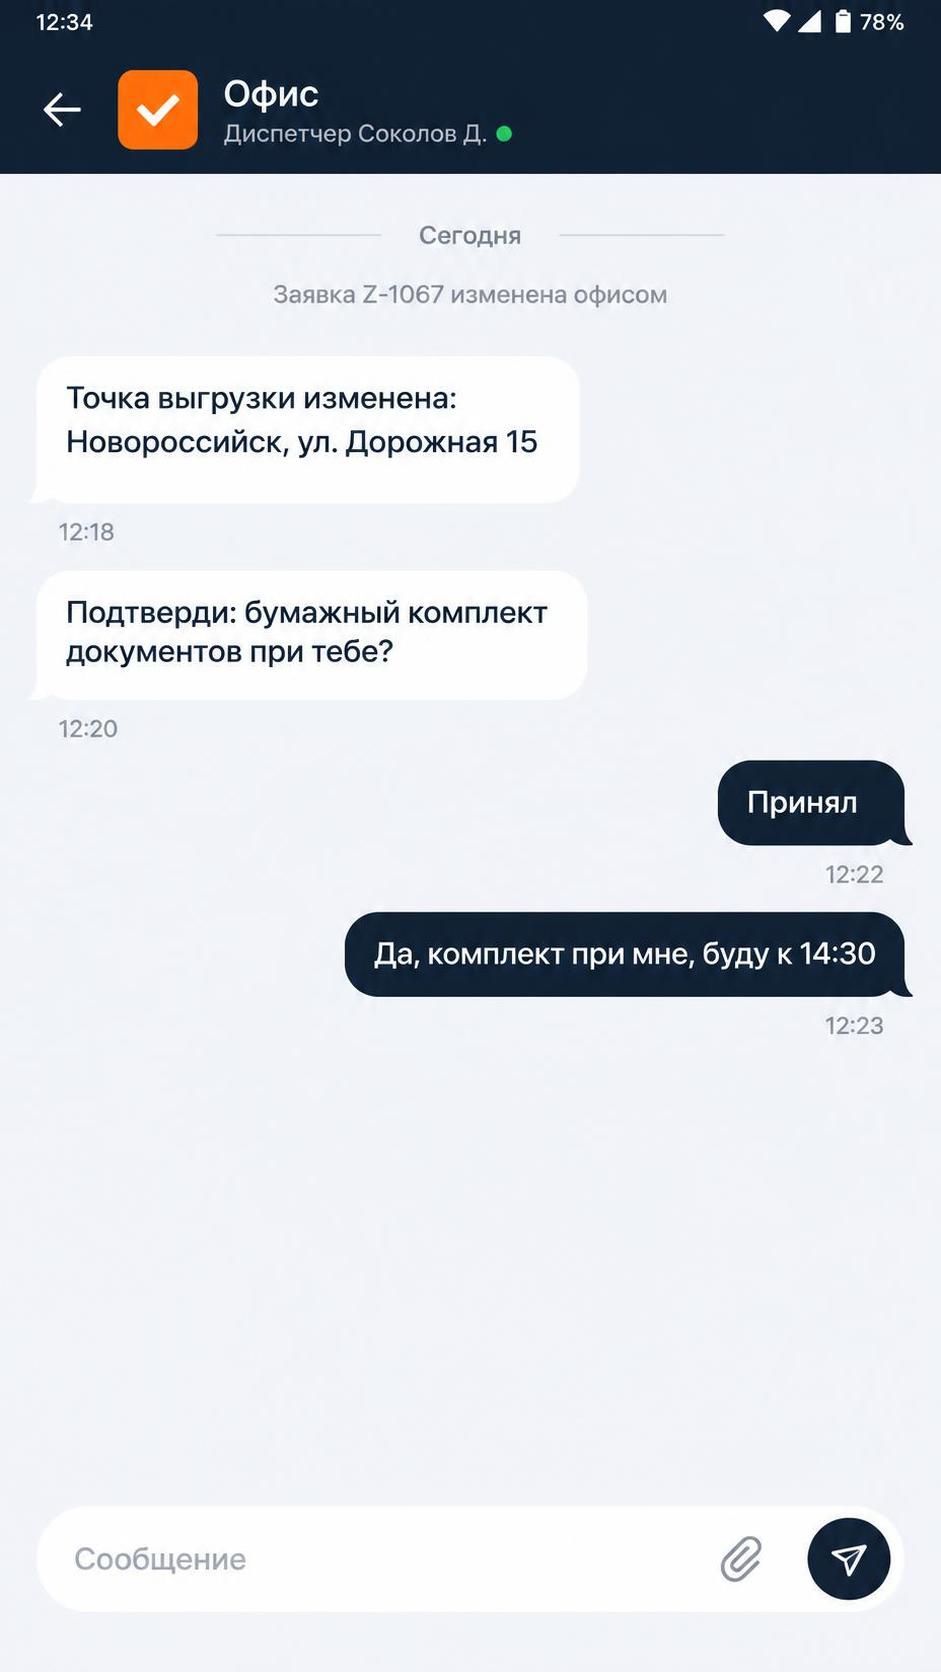 12:34
78%
Офис
Диспетчер Соколов Д.
Сегодня
Заявка Z-1067 изменена офисом
Точка выгрузки изменена:
Новороссийск, ул. Дорожная 15
12:18
Подтверди: бумажный комплект
документов при тебе?
12:20
Принял
12:22
Да, комплект при мне, буду к 14:30
12:23
Сообщение